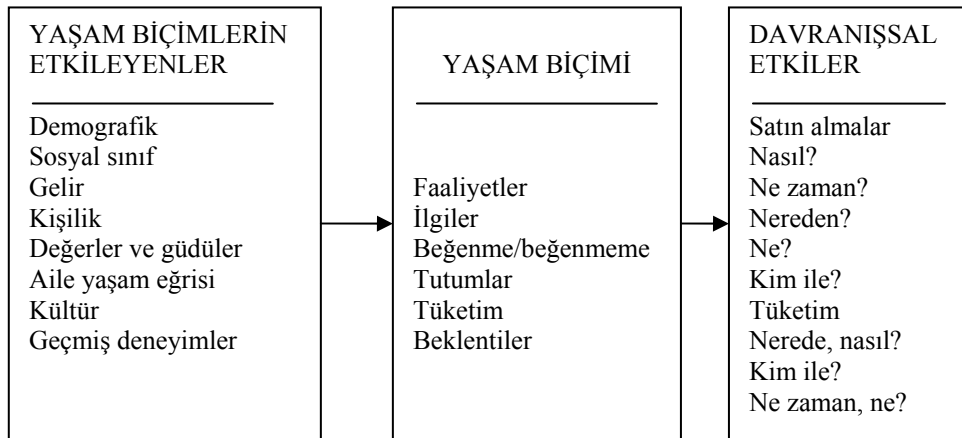 YAŞAM BİÇİMLERİN
ETKİLEYENLER
Demografik
Sosyal sınıf
Gelir
Kişilik
Değerler ve güdüler
Aile yaşam eğrisi
Kültür
Geçmiş deneyimler
YAŞAM BİÇİMİ
Faaliyetler
İlgiler
Beğenme/beğenmeme
Tutumlar
Tüketim
Beklentiler
DAVRANIŞSAL
ETKİLER
Satın almalar
Nasıl?
Ne zaman?
Nereden?
Ne?
Kim ile?
Tüketim
Nerede, nasıl?
Kim ile?
Ne zaman, ne?